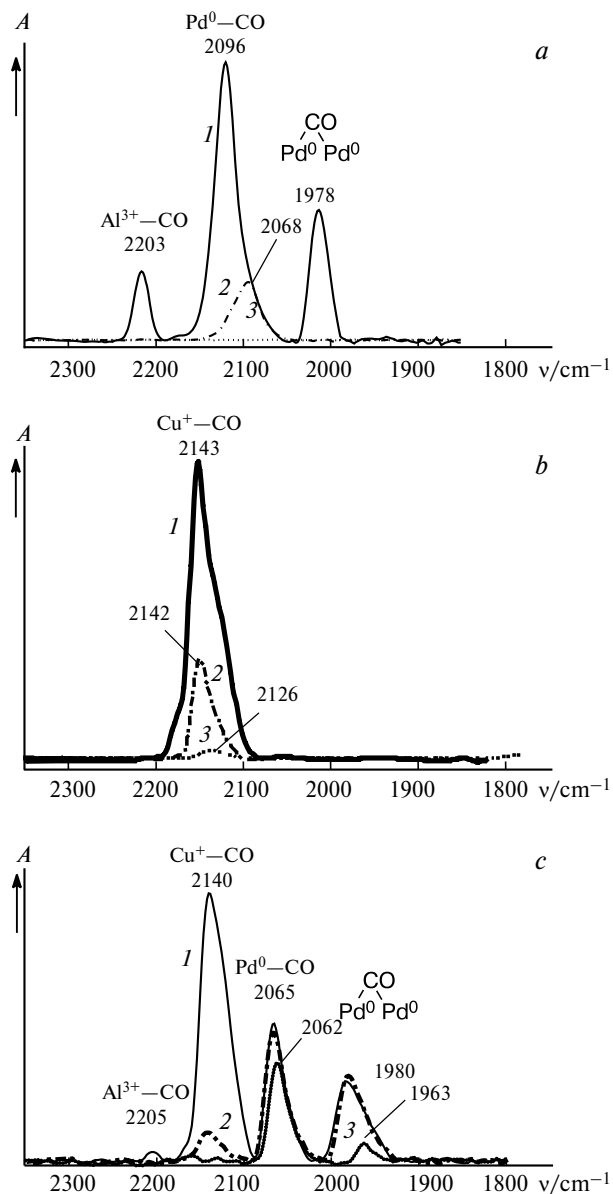 A
a
Pd⁰—CO
2096
1
CO
Pd⁰ Pd⁰
1978
Al³⁺—CO
2203
2068
2
3
2300 2200 2100 2000 1900 1800 ν/cm⁻¹
A
b
Cu⁺—CO
2143
1
2142
2
2126
3
2300 2200 2100 2000 1900 1800 ν/cm⁻¹
A
c
Cu⁺—CO
2140
1
Pd⁰—CO
2065
CO
Pd⁰ Pd⁰
2062
1980
1963
Al³⁺—CO
2205
2
3
2300 2200 2100 2000 1900 1800 ν/cm⁻¹